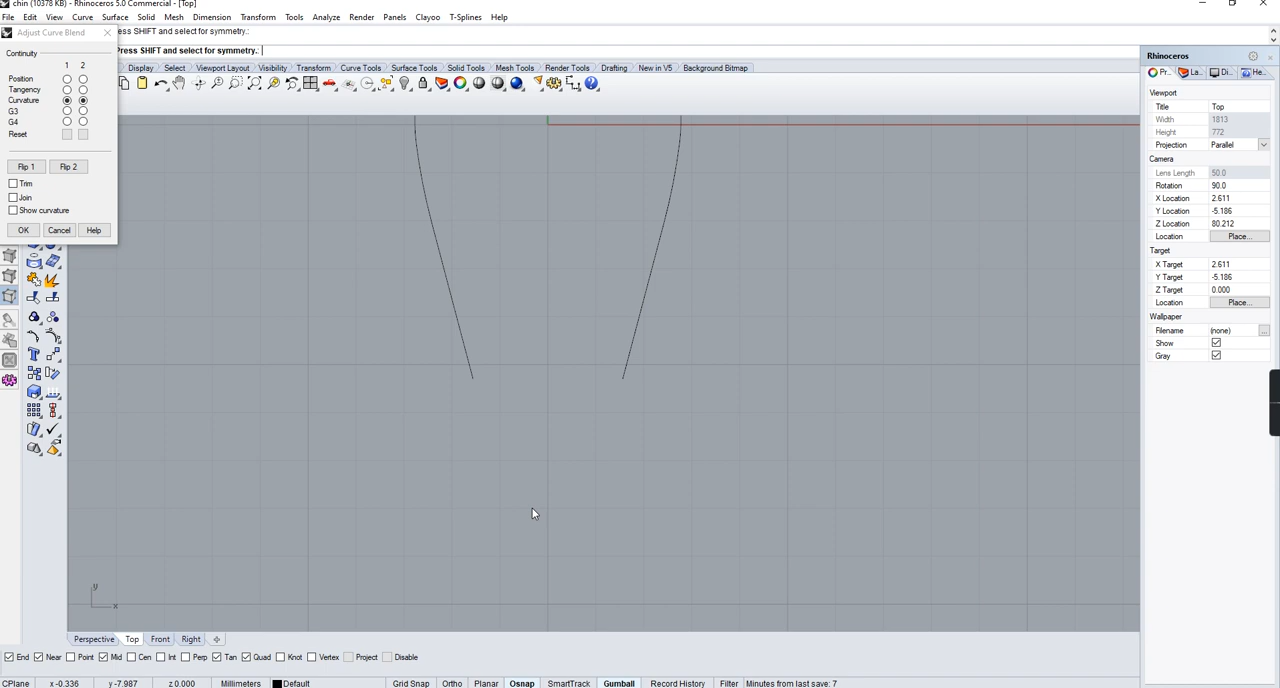 chin (10378 KB) - Rhinoceros 5.0 Commercial - [Top]
File Edit View Curve Surface Solid Mesh Dimension Transform Tools Analyze Render Panels Clayoo T-Splines Help
Adjust Curve Blend
ess SHIFT and select for symmetry.:
Press SHIFT and select for symmetry.:
Display Select Viewport Layout Visibility Transform Curve Tools Surface Tools Solid Tools Mesh Tools Render Tools Drafting New in V5 Background Bitmap
Continuity
1 2
Position
Tangency
Curvature
G3
G4
Reset
Flip 1 Flip 2
Trim
Join
Show curvature
OK Cancel Help
Rhinoceros
Pr... La... Di... He...
Viewport
Title Top
Width 1813
Height 772
Projection Parallel
Camera
Lens Length 50.0
Rotation 90.0
X Location 2.611
Y Location -5.186
Z Location 80.212
Location Place...
Target
X Target 2.611
Y Target -5.186
Z Target 0.000
Location Place...
Wallpaper
Filename (none) ...
Show
Gray
y
x
Perspective Top Front Right
End Near Point Mid Cen Int Perp Tan Quad Knot Vertex Project Disable
CPlane x -0.336 y -7.987 z 0.000 Millimeters Default Grid Snap Ortho Planar Osnap SmartTrack Gumball Record History Filter Minutes from last save: 7